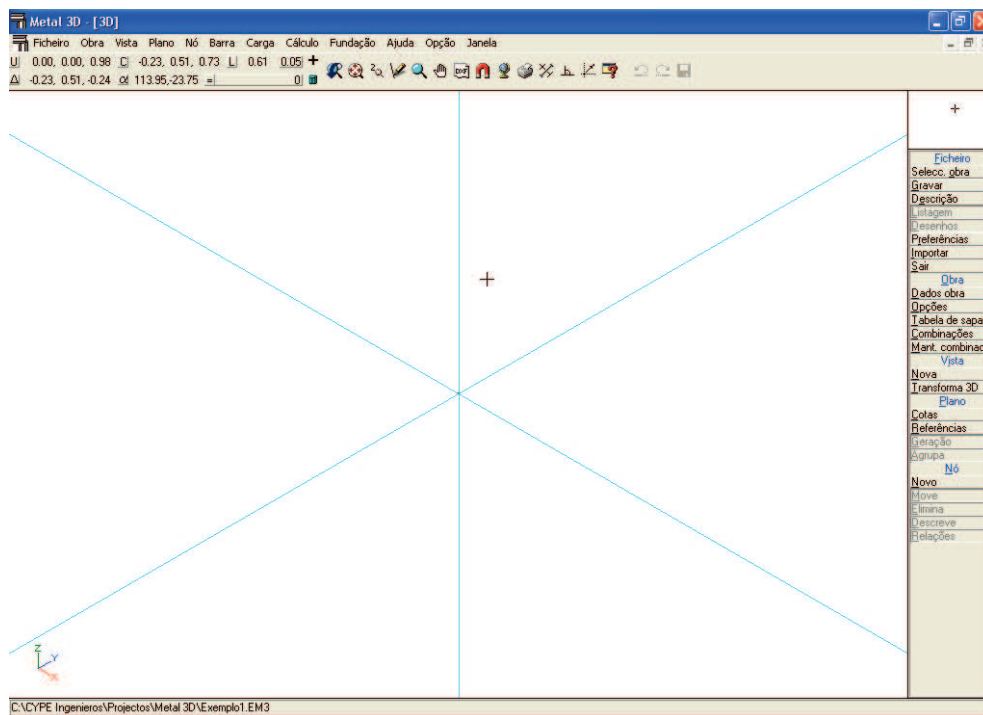 Metal 3D - [3D]
Ficheiro Obra Vista Plano Nó Barra Carga Cálculo Fundação Ajuda Opção Janela
U 0.00, 0.00, 0.98 C -0.23, 0.51, 0.73 L 0.61 0.05 +
Δ -0.23, 0.51, -0.24 α 113.95,-23.75 = 0
DXF
Ficheiro
Selecc. obra
Gravar
Descrição
Listagem
Desenhos
Preferências
Importar
Sair
Obra
Dados obra
Opções
Tabela de sapa
Combinações
Mant. combinac
Vista
Nova
Transforma 3D
Plano
Cotas
Referências
Geração
Agrupa
Nó
Novo
Move
Elimina
Descreve
Relações
Z
Y
X
C:\CYPE Ingenieros\Projectos\Metal 3D\Exemplo1.EM3